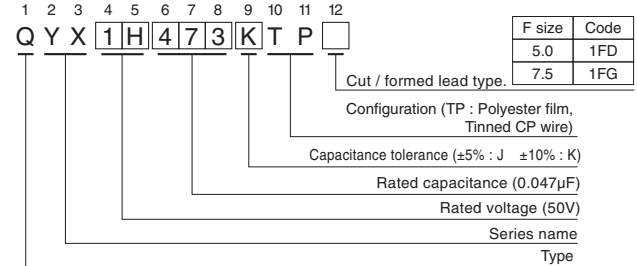 1 2 3 4 5 6 7 8 9 10 11 12
Q Y X 1 H 4 7 3 K T P
F size Code
5.0 1FD
7.5 1FG
Cut / formed lead type.
Configuration (TP : Polyester film,
Tinned CP wire)
Capacitance tolerance (±5% : J ±10% : K)
Rated capacitance (0.047μF)
Rated voltage (50V)
Series name
Type